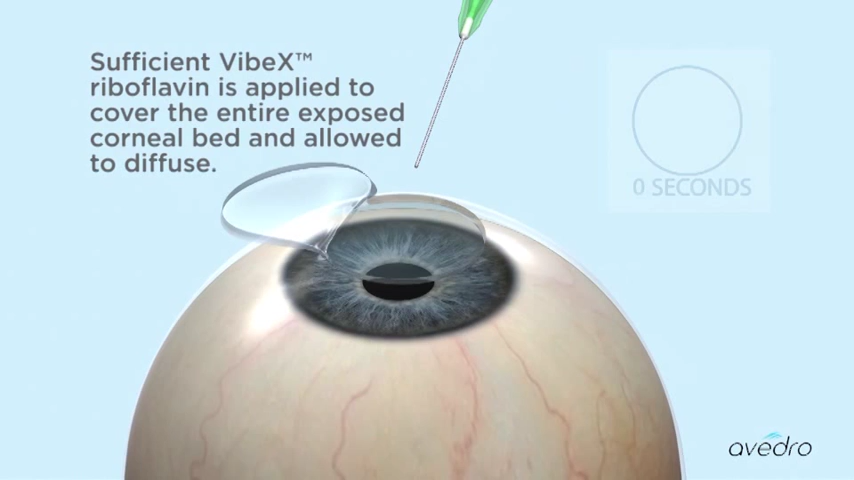 Sufficient VibeX™
riboflavin is applied to
cover the entire exposed
corneal bed and allowed
to diffuse.
0 SECONDS
avedro